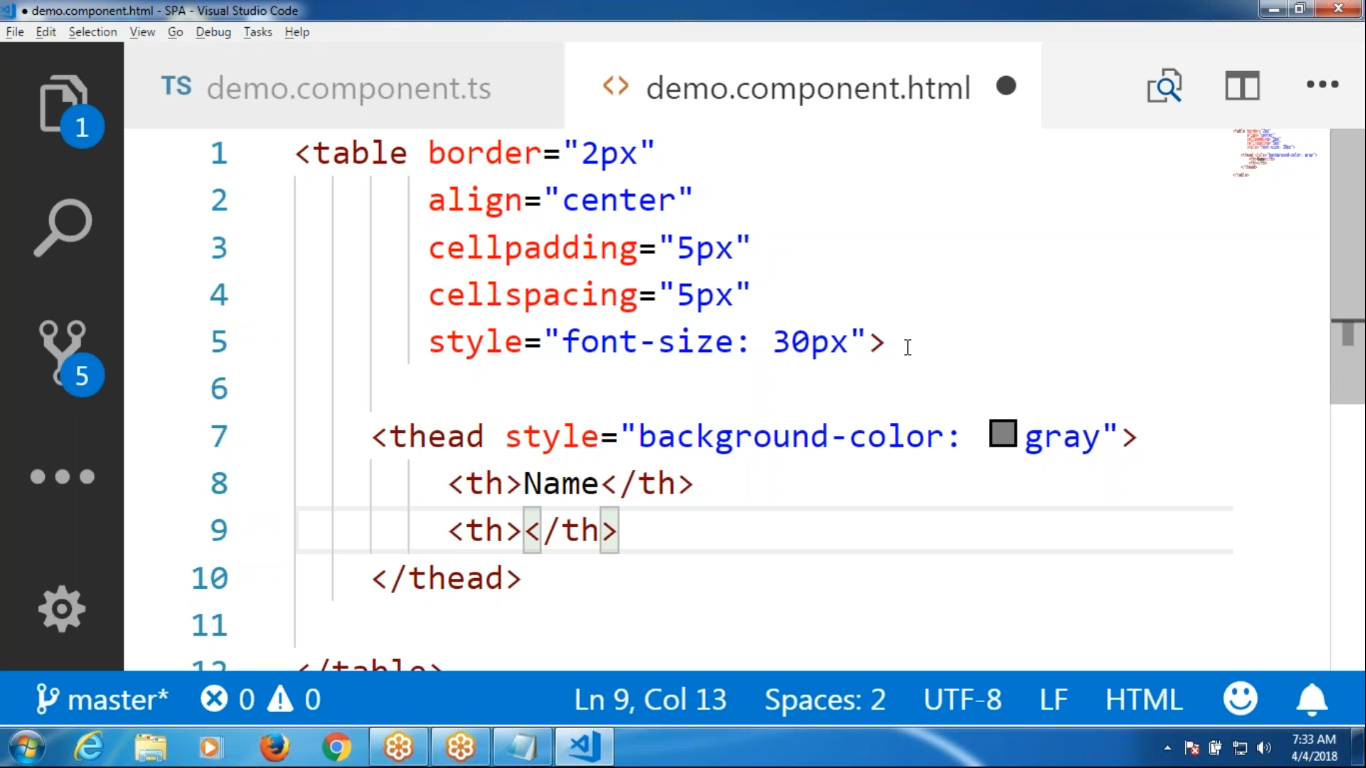 demo.component.html - SPA - Visual Studio Code
File Edit Selection View Go Debug Tasks Help
TS demo.component.ts <> demo.component.html
1 <table border="2px"
2 align="center"
3 cellpadding="5px"
4 cellspacing="5px"
5 style="font-size: 30px">
6
7 <thead style="background-color: gray">
8 <th>Name</th>
9 <th></th>
10 </thead>
11
12 </table>
1
5
master* 0 0 Ln 9, Col 13 Spaces: 2 UTF-8 LF HTML
7:33 AM
4/4/2018